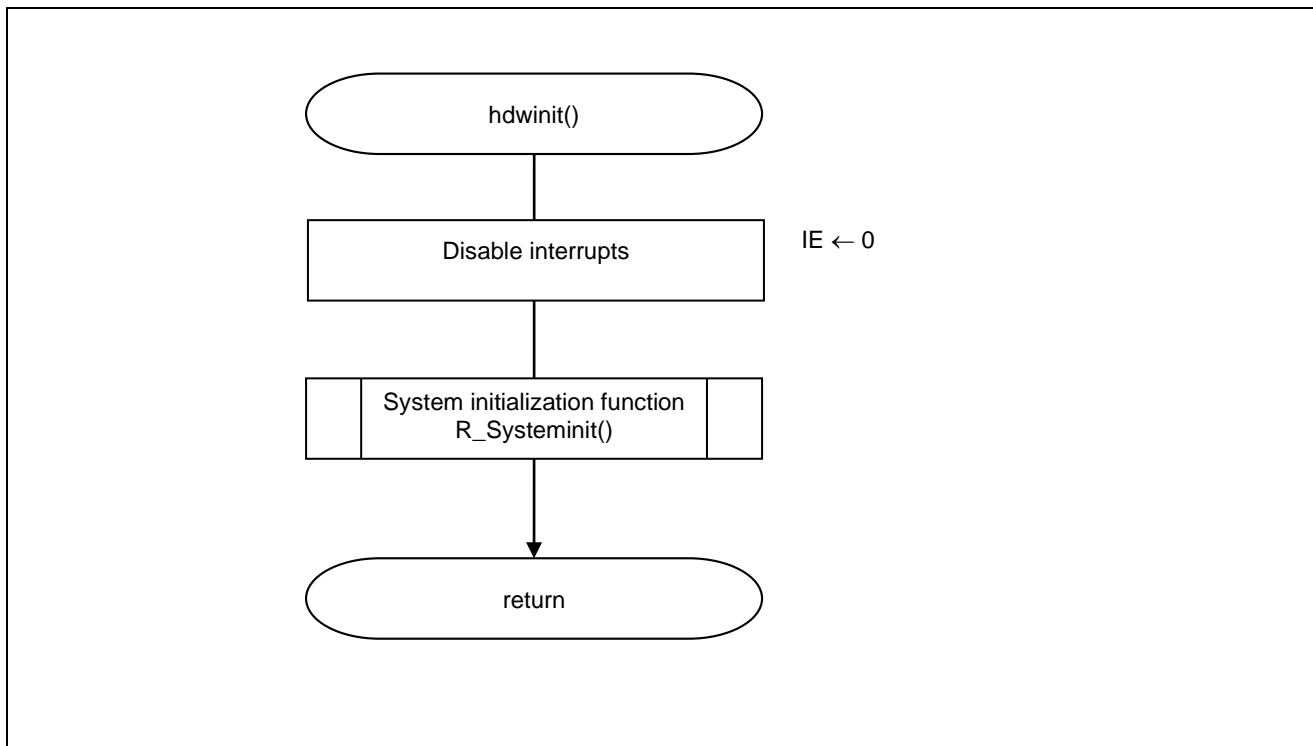 hdwinit()
Disable interrupts
IE ← 0
System initialization function
R_Systeminit()
return